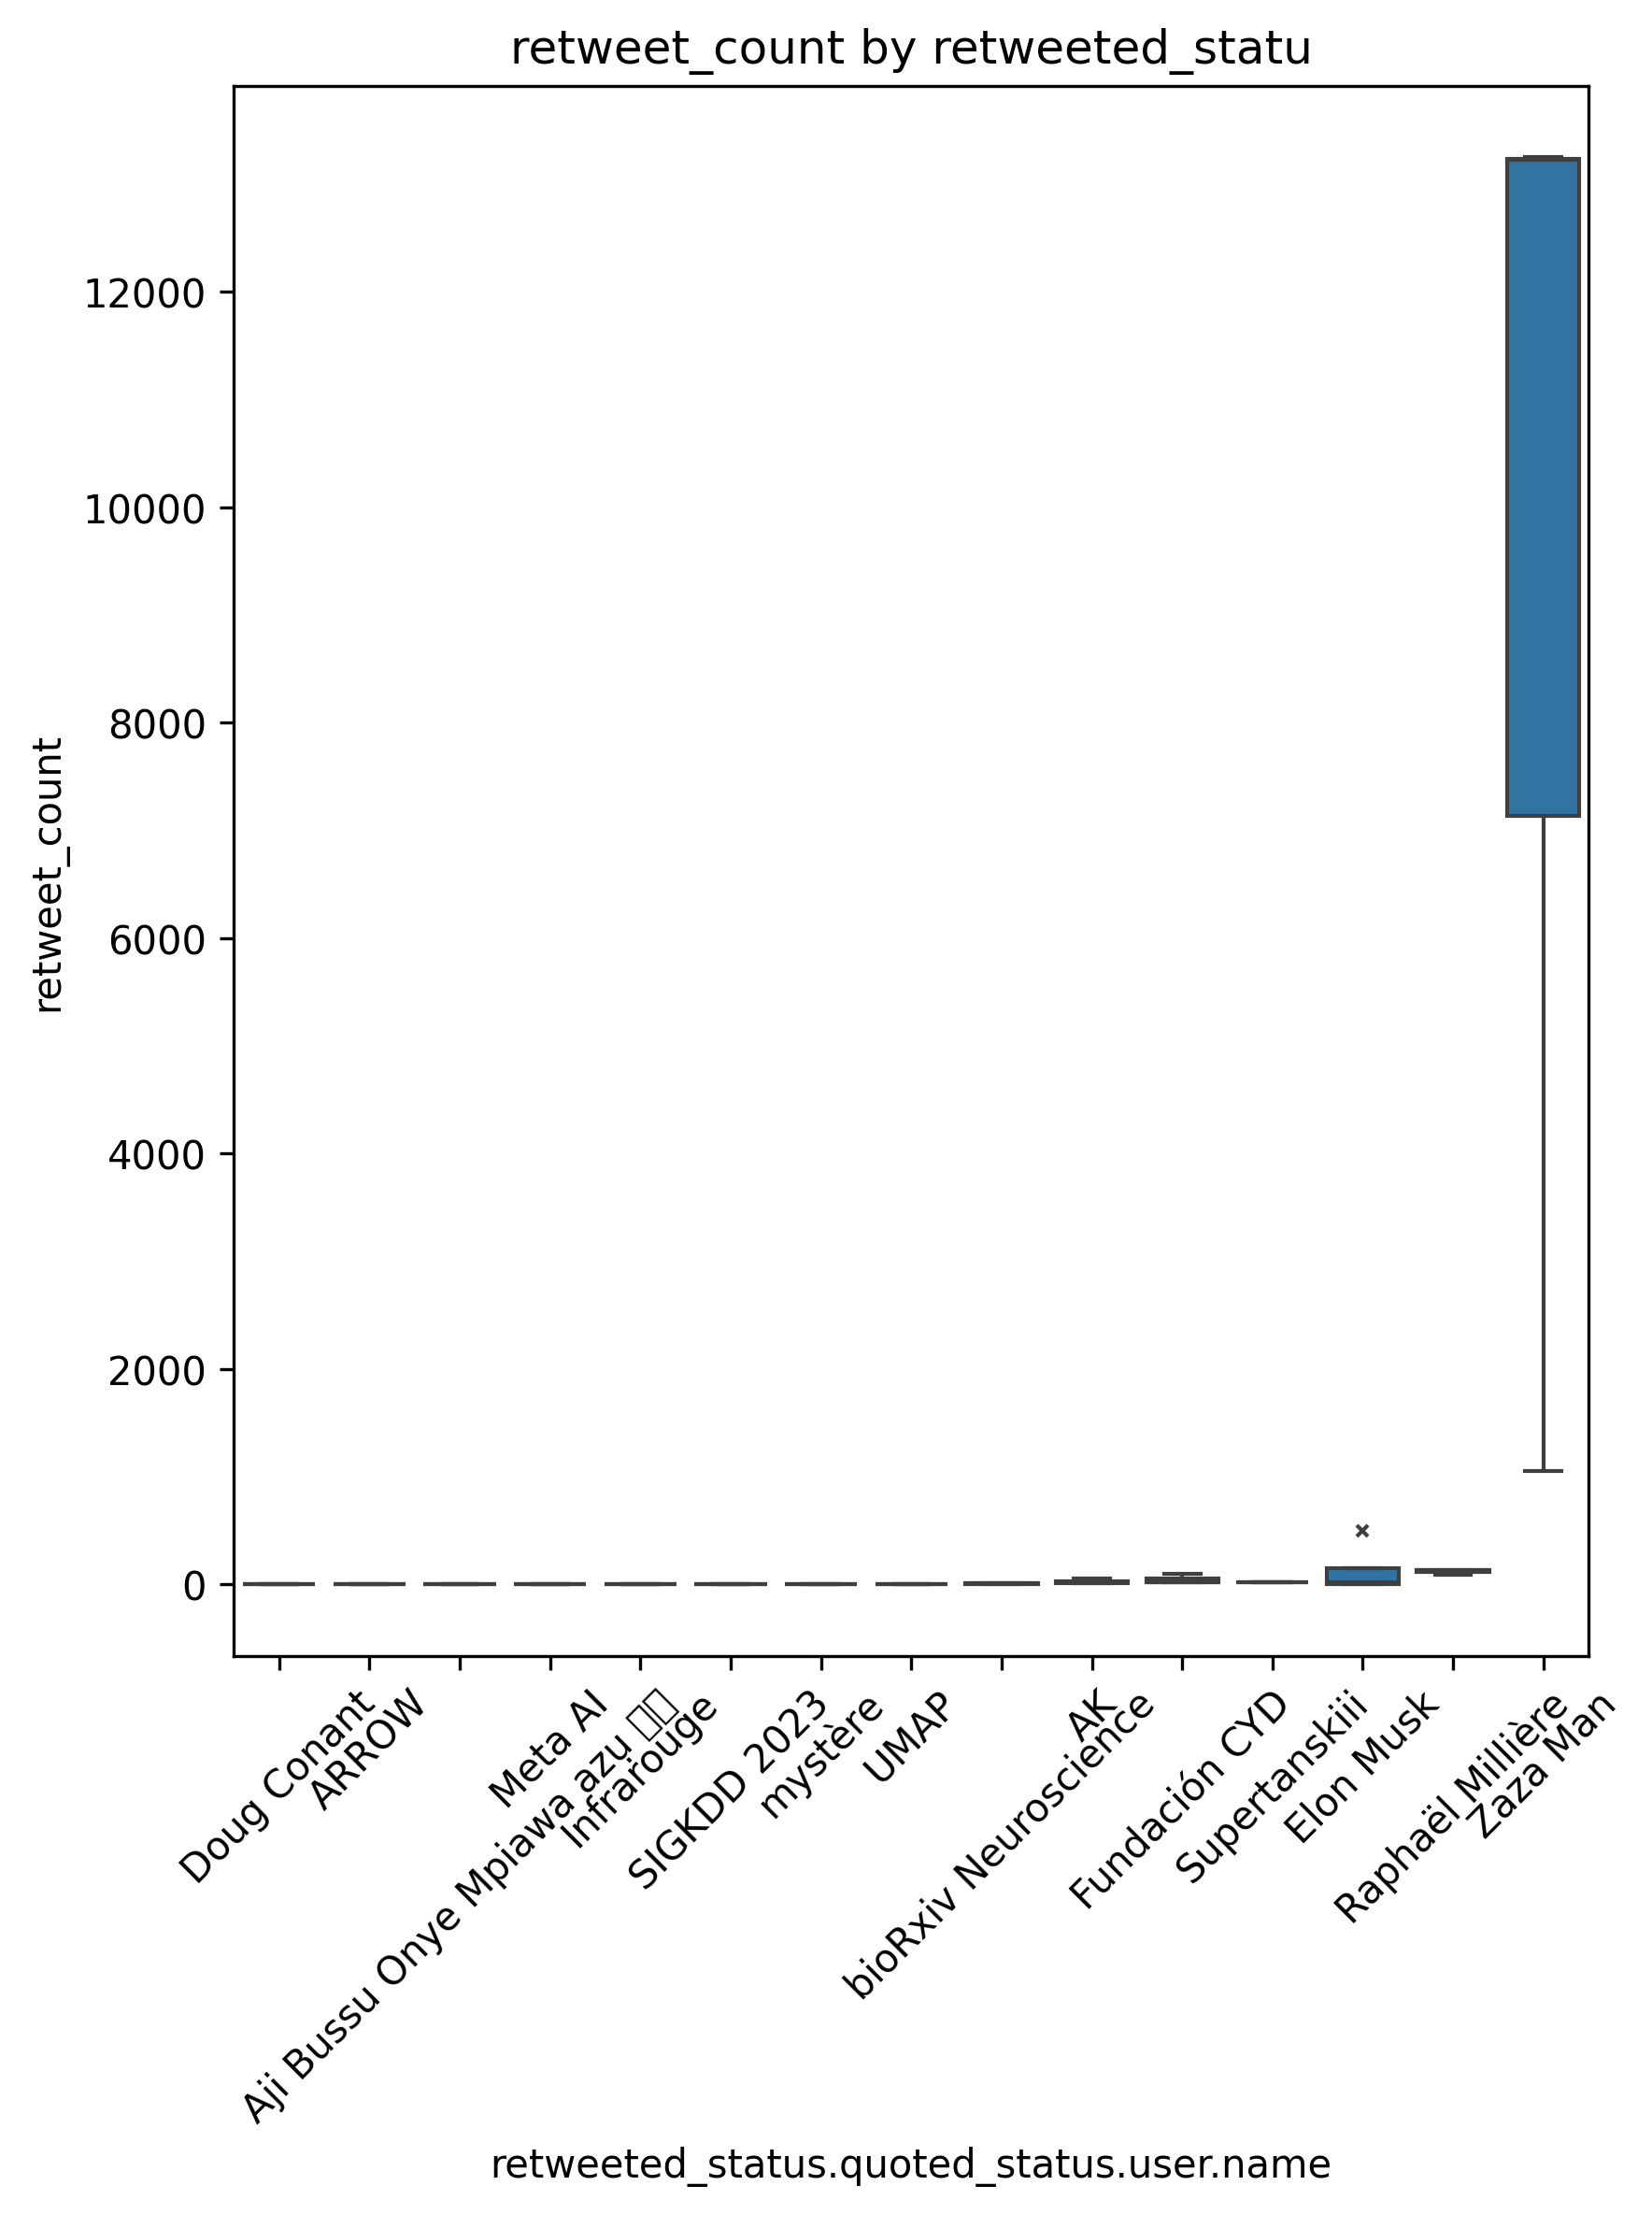 retweet_count by retweeted_statu
retweet_count
12000
10000
8000
6000
4000
2000
0
Doug Conant
ARROW
Aji Bussu Onye Mpiawa azu
Meta AI
Infrarouge
SIGKDD 2023
mystère
UMAP
bioRxiv Neuroscience
AK
Fundación CYD
Supertanskiii
Elon Musk
Raphaël Millière
Zaza Man
retweeted_status.quoted_status.user.name